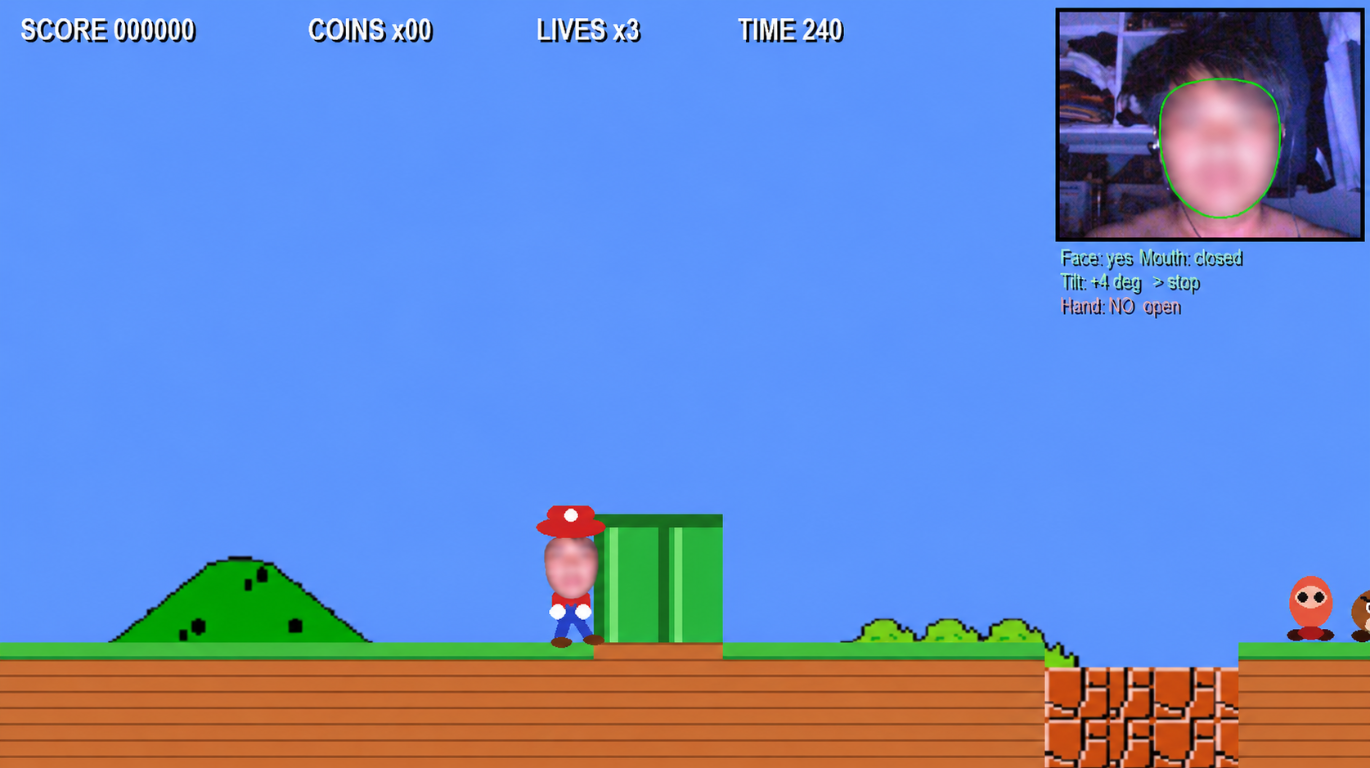 SCORE 000000 COINS x00 LIVES x3 TIME 240
Face: yes Mouth: closed
Tilt: +4 deg > stop
Hand: NO open